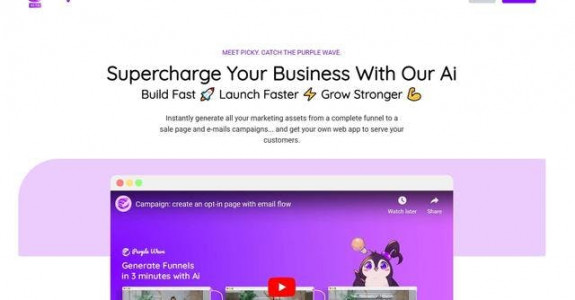 MEET PICKY. CATCH THE PURPLE WAVE.
Supercharge Your Business With Our Ai
Build Fast 🚀 Launch Faster ⚡ Grow Stronger 💪
Instantly generate all your marketing assets from a complete funnel to a
sale page and e-mails campaigns... and get your own web app to serve your
customers.
Campaign: create an opt-in page with email flow
Watch later
Share
Purple Wave
Generate Funnels
in 3 minutes with Ai